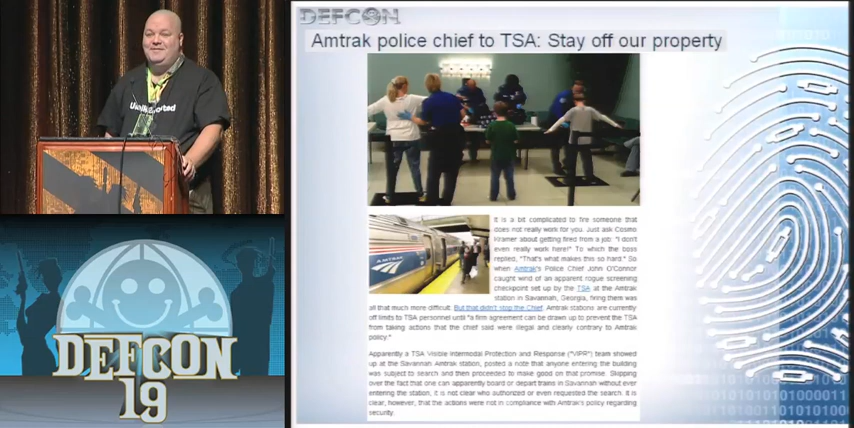 DEFCON
Amtrak police chief to TSA: Stay off our property
It is a bit complicated to fire someone that
does not really work for you. Just ask Cosmo
Kramer about getting fired from a job: "I don't
even really work here!" To which the boss
replied, "That's what makes this so hard." So
when Amtrak's Police Chief John O'Connor
caught wind of an apparent rogue screening
checkpoint set up by the TSA at the Amtrak
station in Savannah, Georgia, firing them was
all that much more difficult. But that didn't stop the Chief. Amtrak stations are currently
off limits to TSA personnel until "a firm agreement can be drawn up to prevent the TSA
from taking actions that the chief said were illegal and clearly contrary to Amtrak
policy."
Apparently a TSA Visible Intermodal Protection and Response ("VIPR") team showed
up at the Savannah Amtrak station, posted a note that anyone entering the building
was subject to search and then proceeded to make good on that promise. Skipping
over the fact that one can apparently board or depart trains in Savannah without ever
entering the station, it is not clear who authorized or even requested the search. It is
clear, however, that the actions were not in compliance with Amtrak's policy regarding
security.
AMTRAK
DEFCON
19